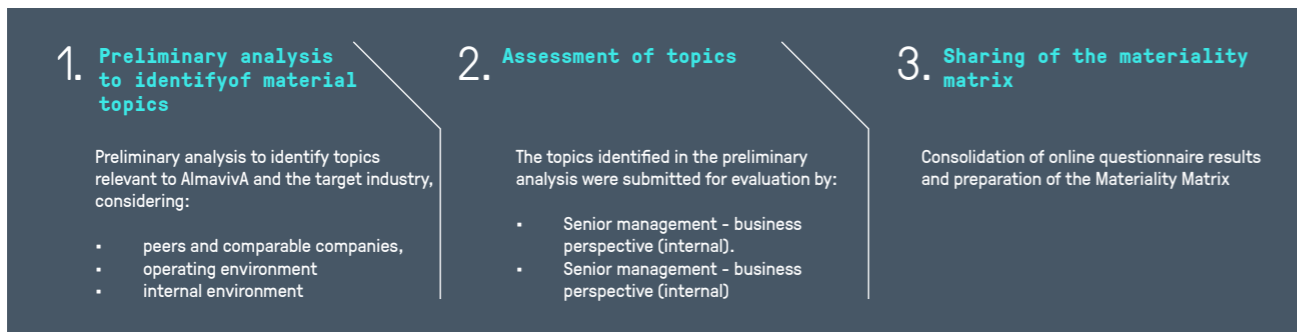 1. Preliminary analysis
to identifyof material
topics
Preliminary analysis to identify topics
relevant to AlmavivA and the target industry,
considering:
▪ peers and comparable companies,
▪ operating environment
▪ internal environment
2. Assessment of topics
The topics identified in the preliminary
analysis were submitted for evaluation by:
▪ Senior management - business
perspective (internal).
▪ Senior management - business
perspective (internal)
3. Sharing of the materiality
matrix
Consolidation of online questionnaire results
and preparation of the Materiality Matrix